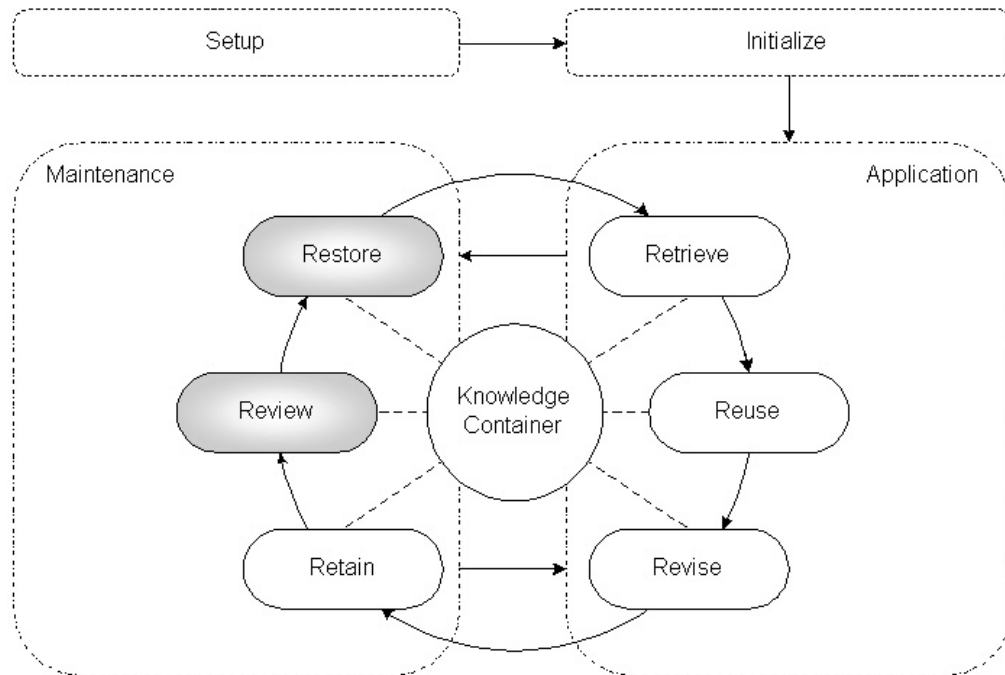 Setup
Initialize
Maintenance
Application
Restore
Retrieve
Review
Knowledge
Container
Reuse
Retain
Revise